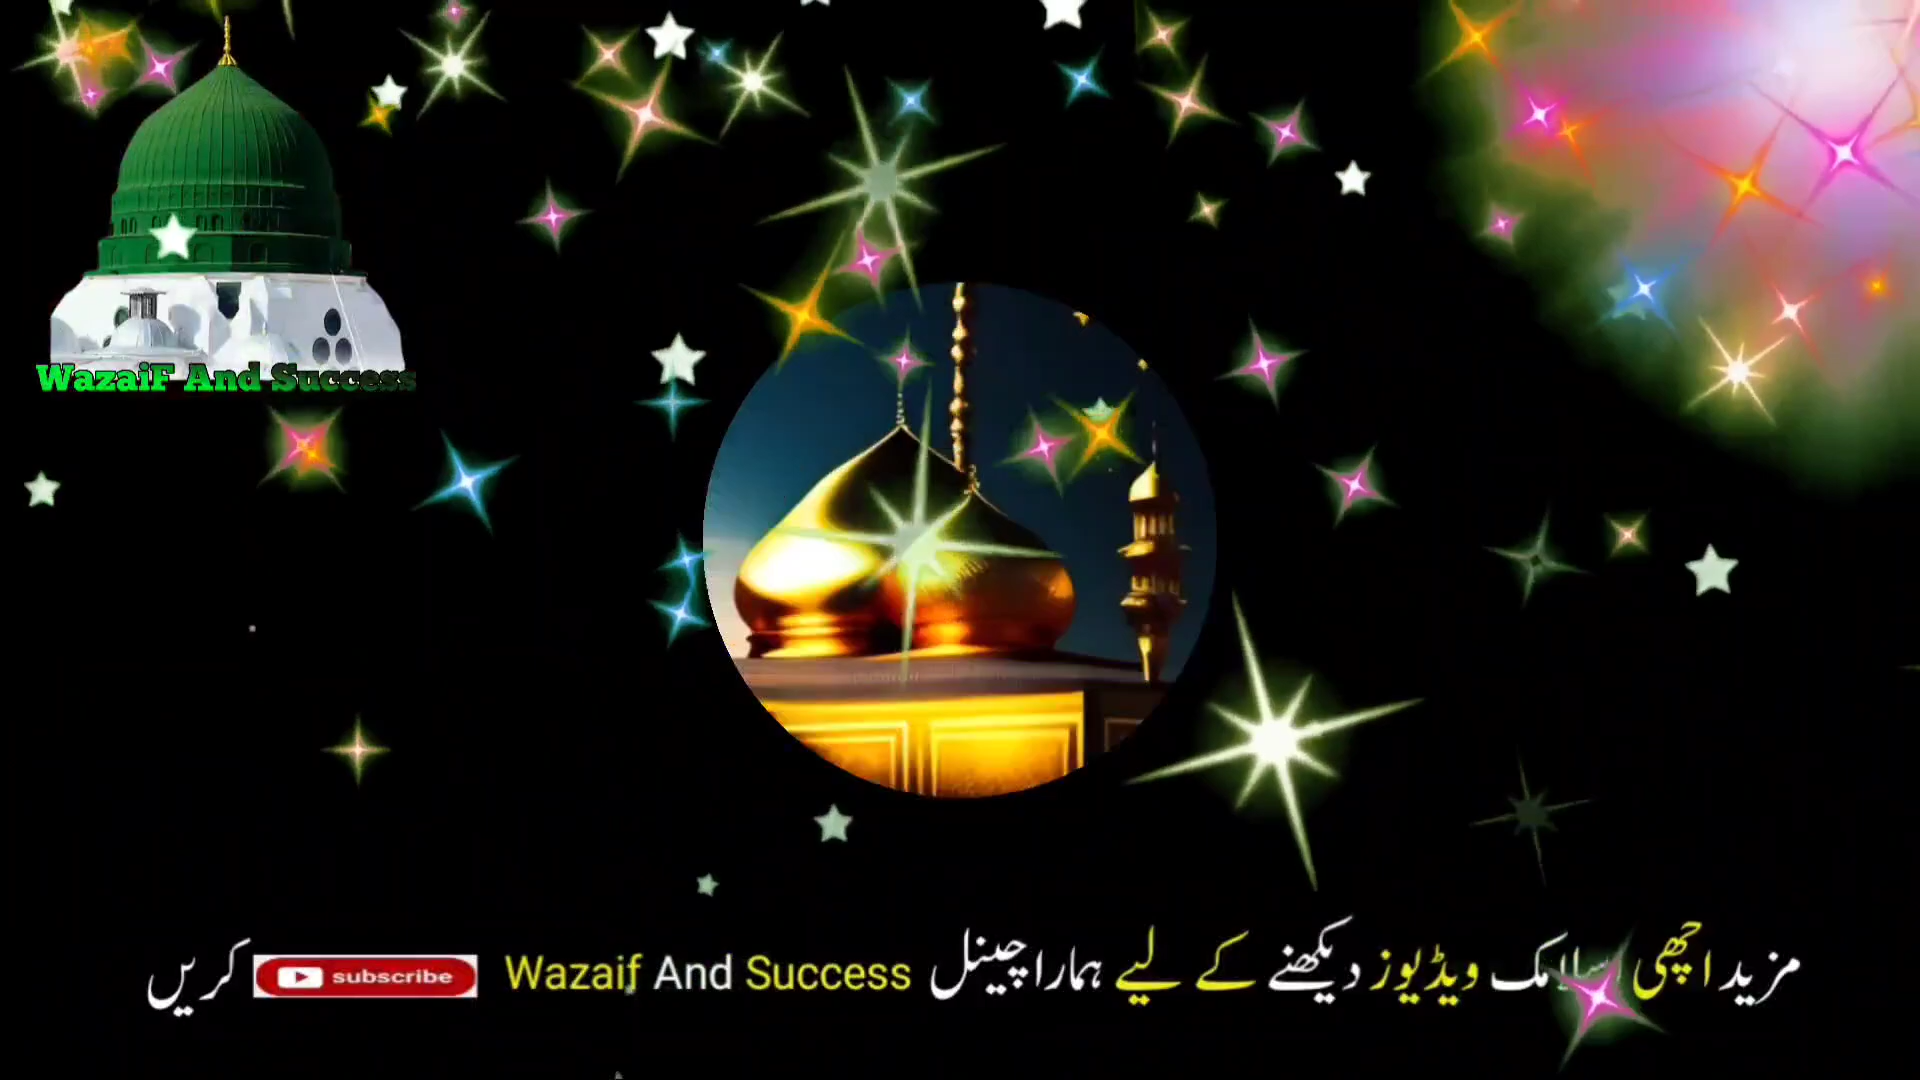 WazaiF And Success
مزید اچھی اسلامک ویڈیوز دیکھنے کے لیے ہمارا چینل Wazaif And Success subscribe کریں